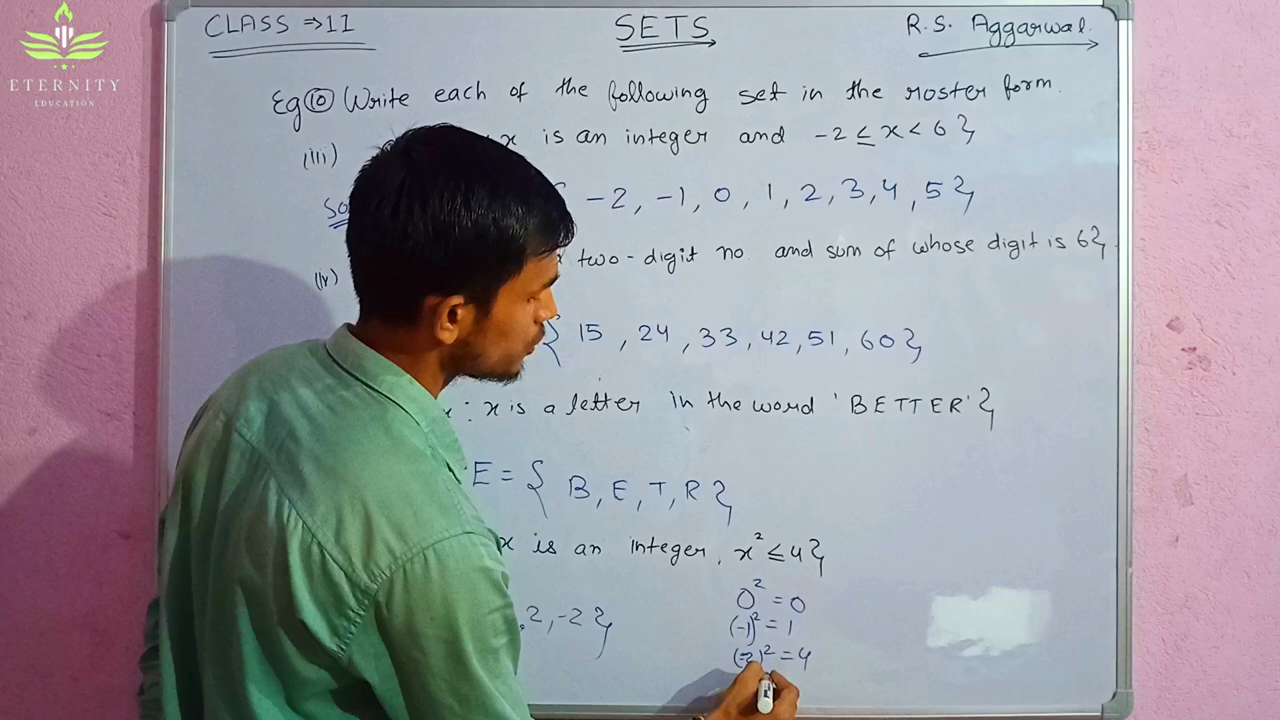 ETERNITY
EDUCATION
CLASS ⇒ 11
SETS
R. S. Aggarwal.
Eg ⑩ Write each of the following set in the roster form.
(iii) x is an integer and -2 ≤ x < 6 }
-2, -1, 0, 1, 2, 3, 4, 5 }
(iv) two-digit no. and sum of whose digit is 6 }.
{ 15, 24, 33, 42, 51, 60 }
x : x is a letter in the word 'BETTER' }
E = { B, E, T, R }
x is an integer, x² ≤ 4 }
0² = 0
, 2, -2 }
(-1)² = 1
(-2)² = 4